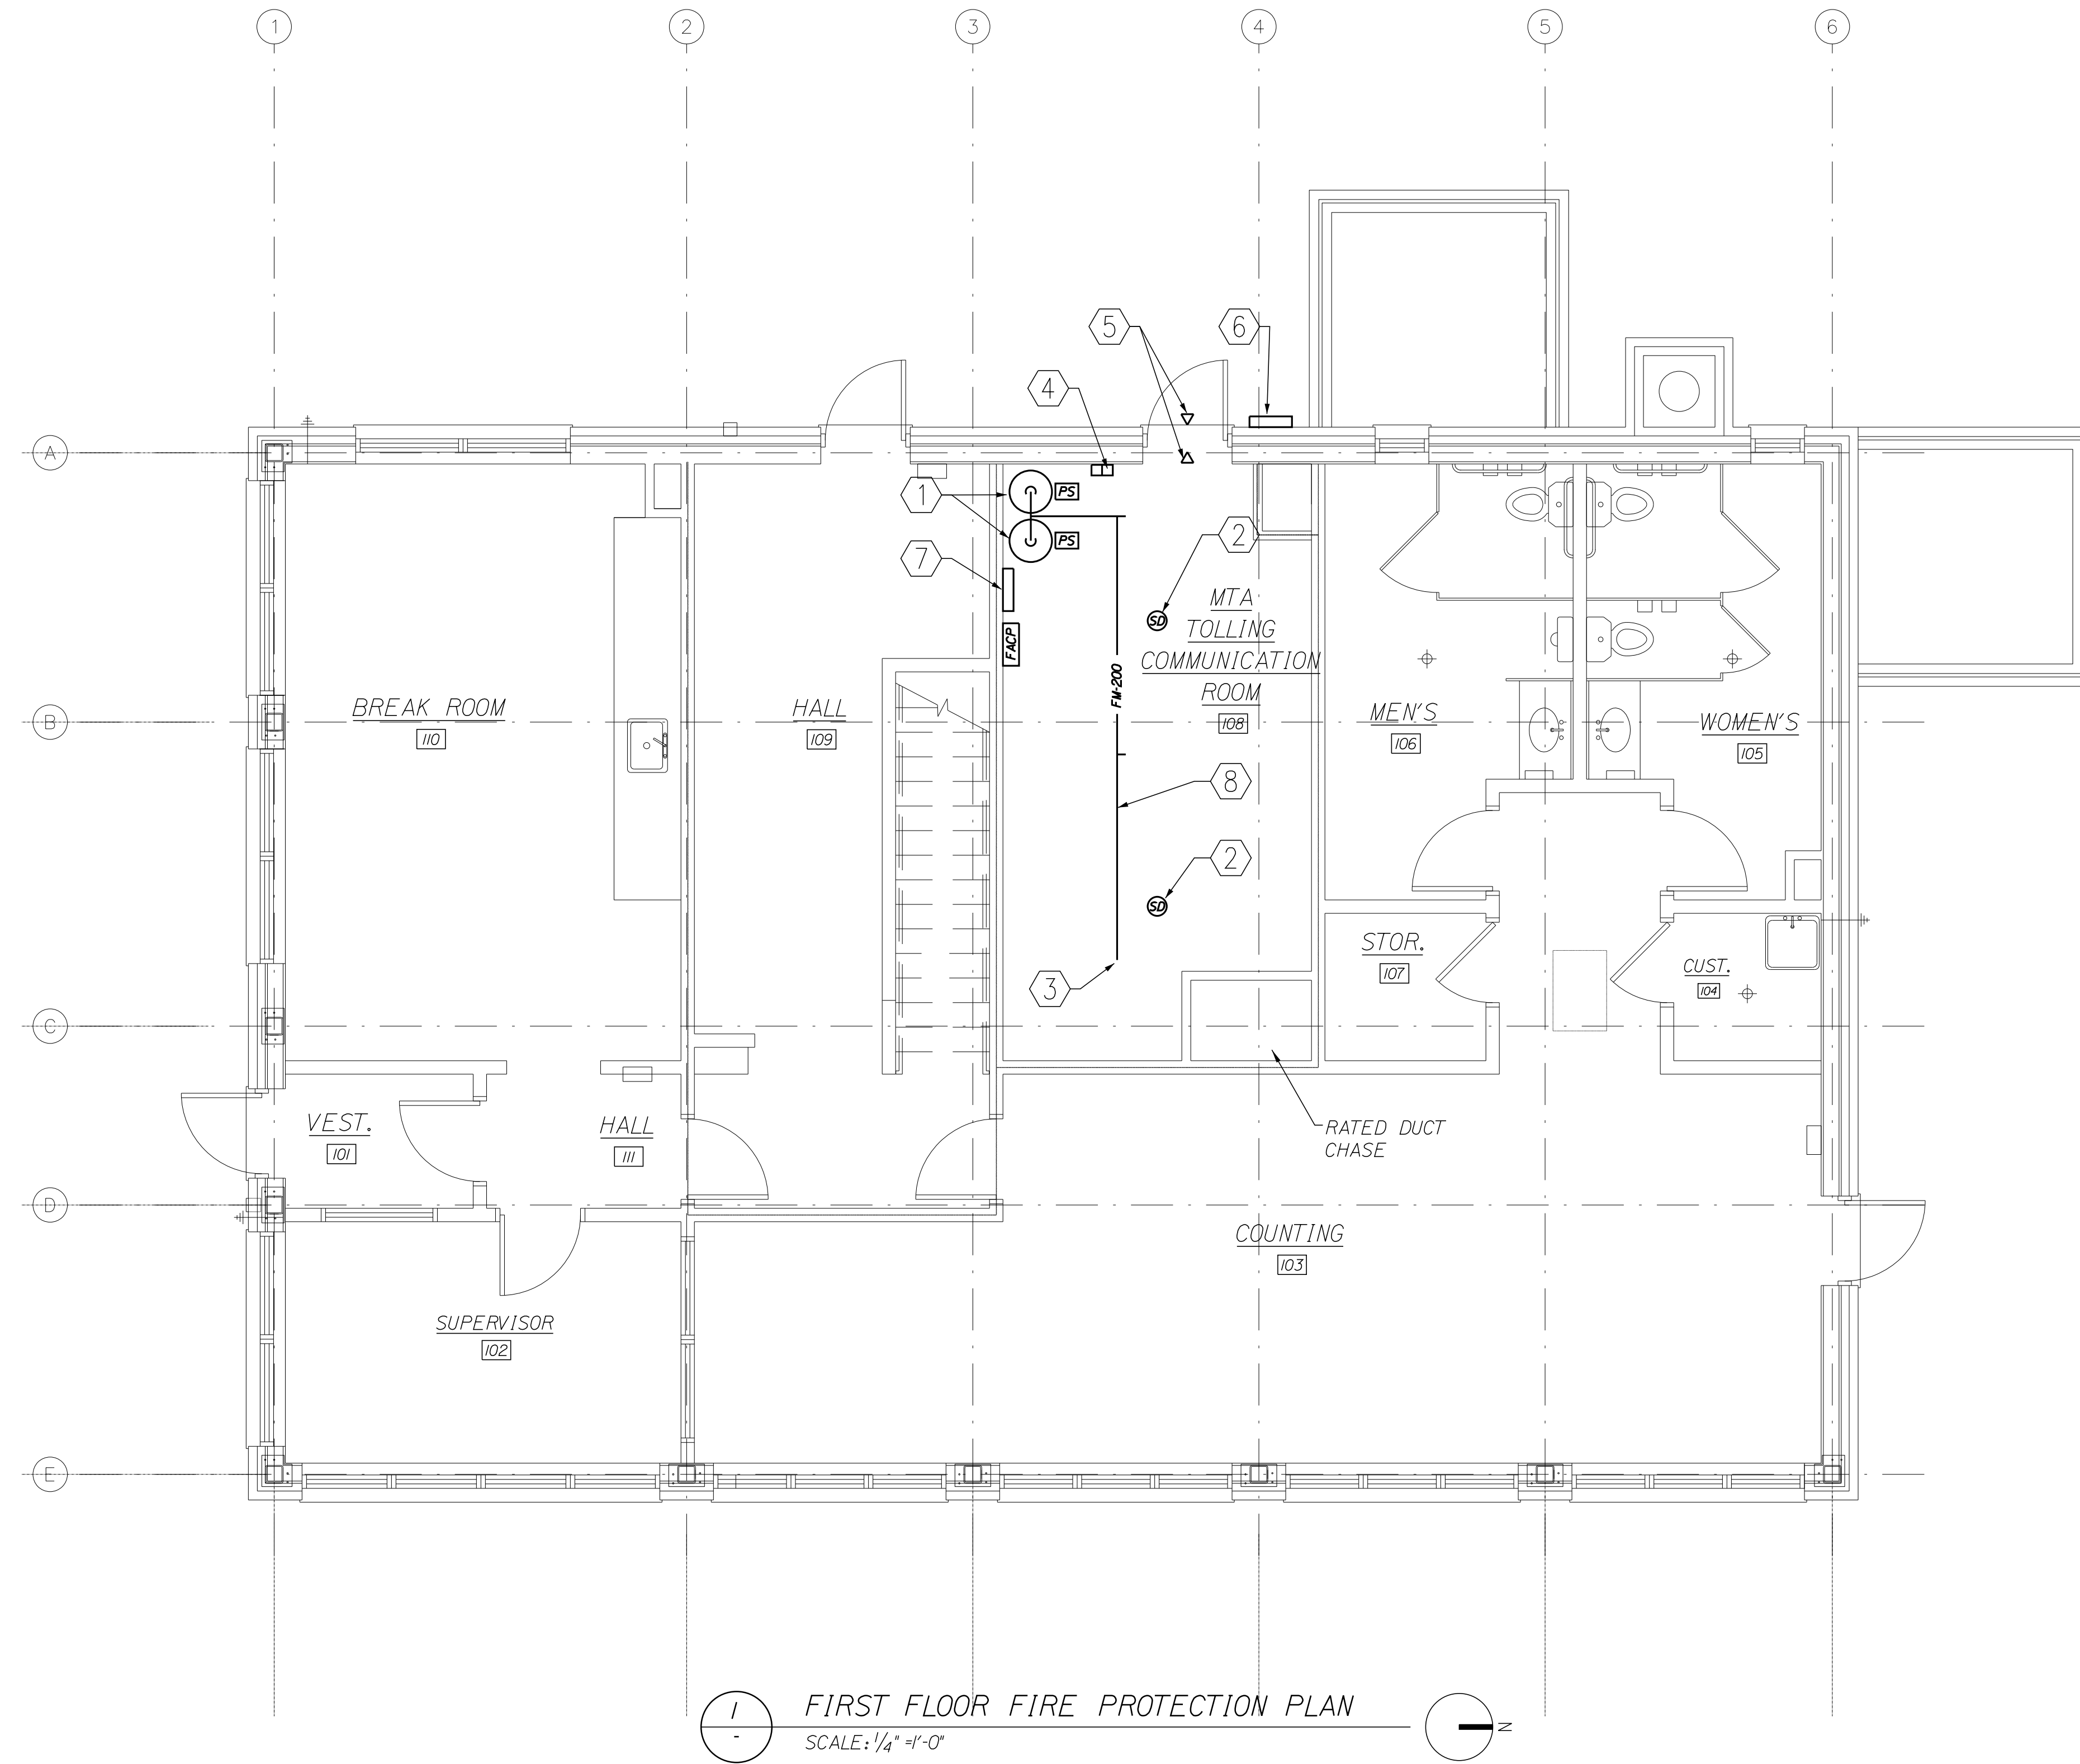 1 2 3 4 5 6
5 6
4
A
1 PS
PS
2
7
MTA
TOLLING
COMMUNICATION
ROOM
108
FACP
SD
FM-200
B
BREAK ROOM
110
HALL
109
MEN'S
106
WOMEN'S
105
8
2
SD
STOR.
107
CUST.
104
3
C
VEST.
101
HALL
111
RATED DUCT
CHASE
D
COUNTING
103
SUPERVISOR
102
E
1
-
FIRST FLOOR FIRE PROTECTION PLAN
SCALE: 1/4" =1'-0"
N